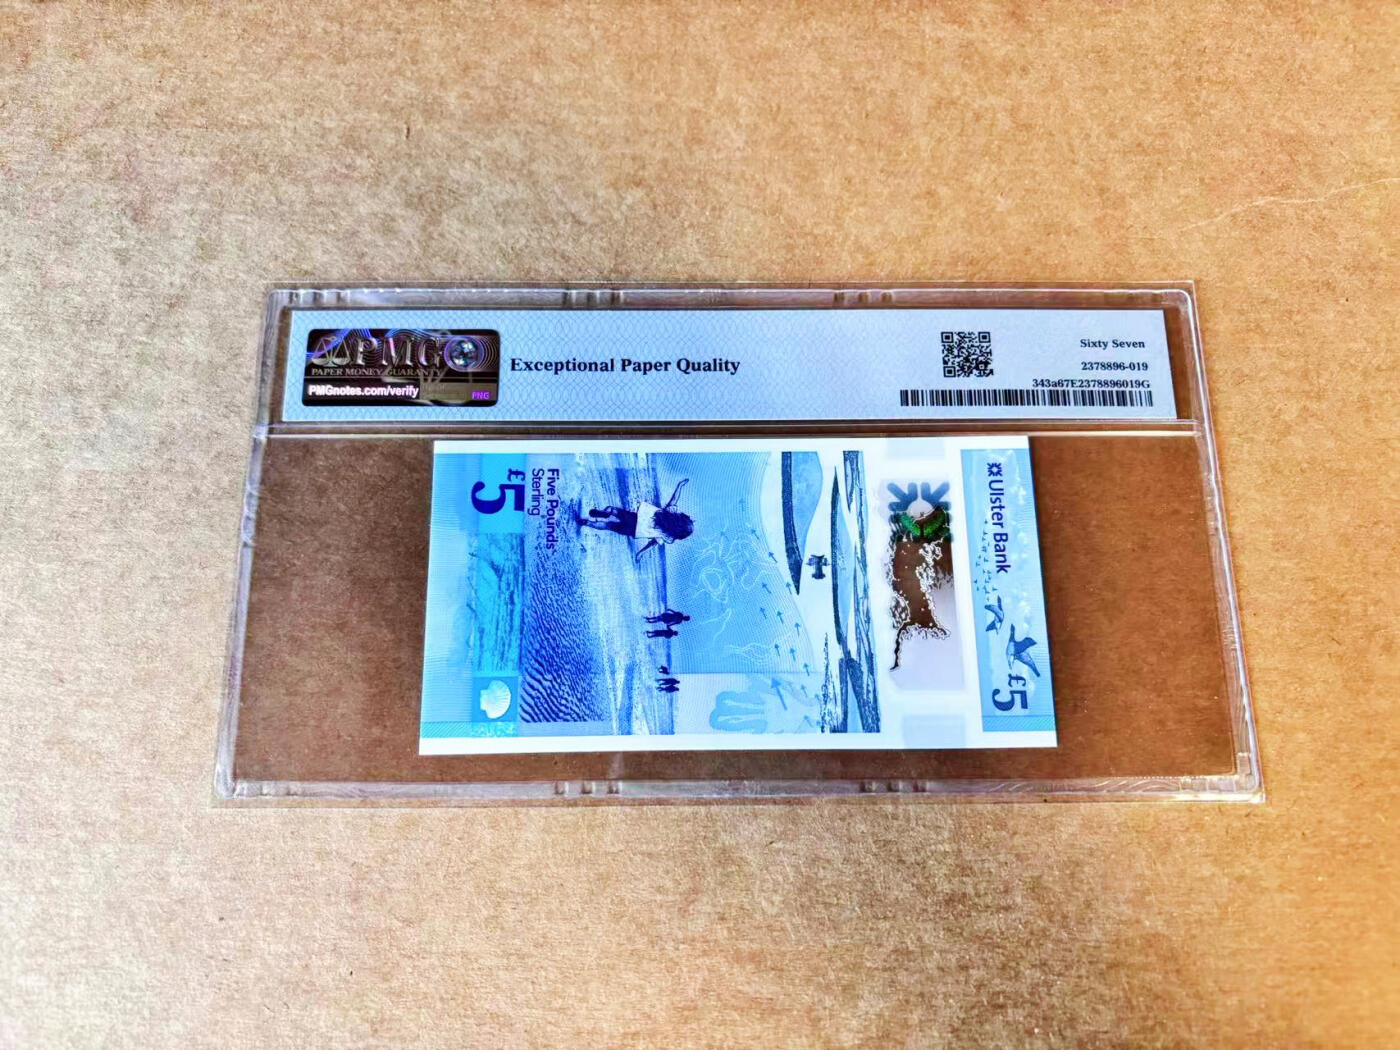 PMG
PAPER MONEY GUARANTY
PMGnotes.com/verify
PNG
Exceptional Paper Quality
Sixty Seven
2378896-019
343a67E2378896019G
£5
Five Pounds
Sterling
Ulster Bank
£5